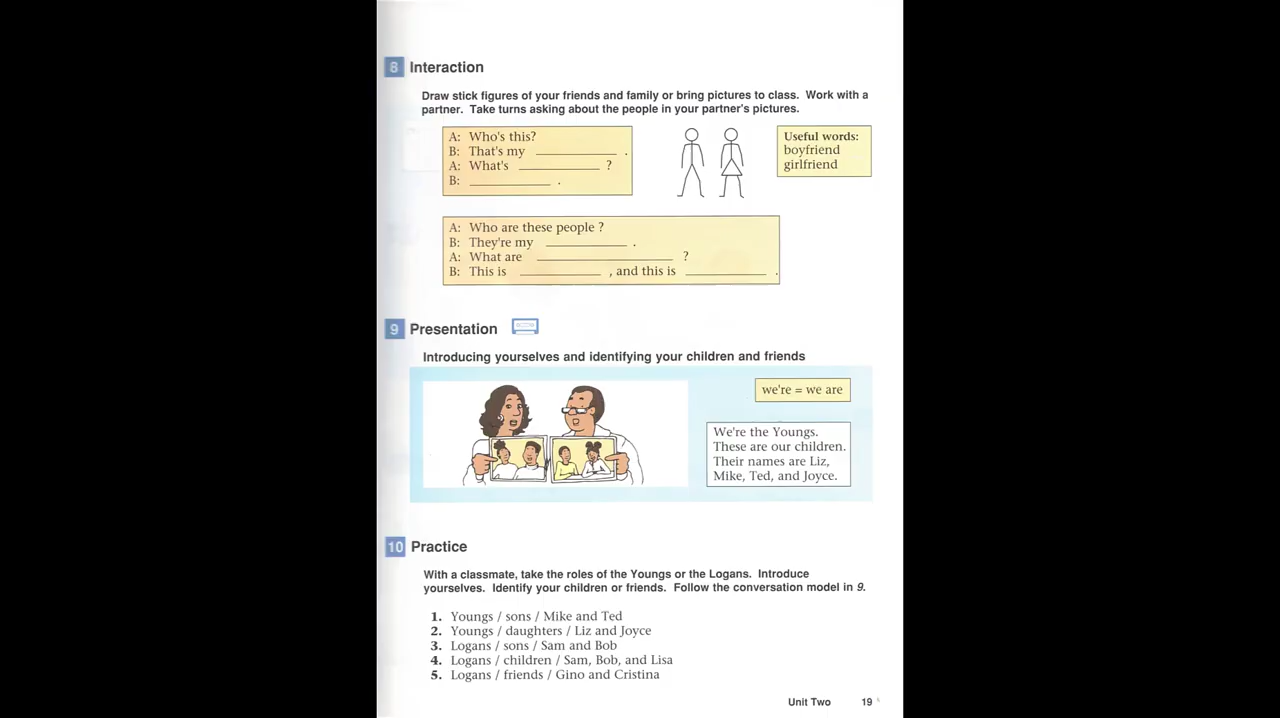 8 Interaction
Draw stick figures of your friends and family or bring pictures to class. Work with a
partner. Take turns asking about the people in your partner's pictures.
A: Who's this?
B: That's my ____________ .
A: What's ____________ ?
B: ____________ .
Useful words:
boyfriend
girlfriend
A: Who are these people ?
B: They're my ____________ .
A: What are ____________________ ?
B: This is ____________ , and this is ____________ .
9 Presentation
Introducing yourselves and identifying your children and friends
we're = we are
We're the Youngs.
These are our children.
Their names are Liz,
Mike, Ted, and Joyce.
10 Practice
With a classmate, take the roles of the Youngs or the Logans. Introduce
yourselves. Identify your children or friends. Follow the conversation model in 9.
1. Youngs / sons / Mike and Ted
2. Youngs / daughters / Liz and Joyce
3. Logans / sons / Sam and Bob
4. Logans / children / Sam, Bob, and Lisa
5. Logans / friends / Gino and Cristina
Unit Two 19